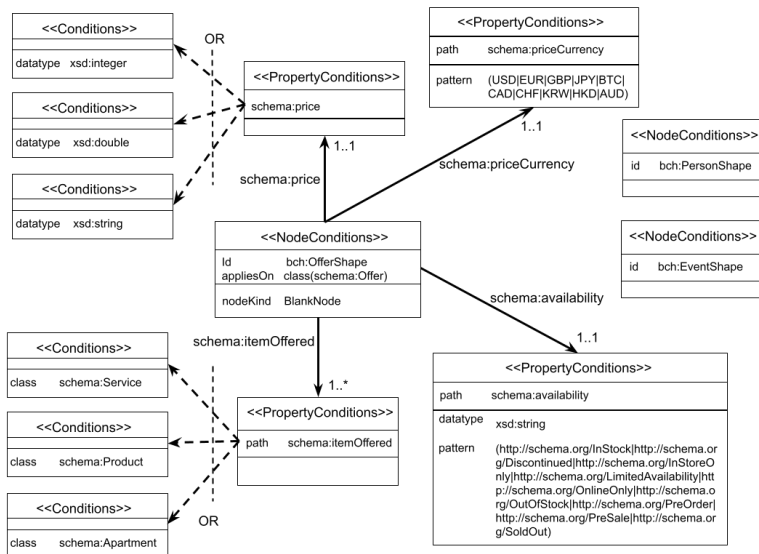 <<Conditions>>
datatype xsd:integer
OR
<<Conditions>>
datatype xsd:double
<<Conditions>>
datatype xsd:string
<<PropertyConditions>>
schema:price
1..1
schema:price
<<PropertyConditions>>
path schema:priceCurrency
pattern (USD|EUR|GBP|JPY|BTC|
CAD|CHF|KRW|HKD|AUD)
1..1
schema:priceCurrency
<<NodeConditions>>
id bch:PersonShape
<<NodeConditions>>
id bch:EventShape
<<NodeConditions>>
Id bch:OfferShape
appliesOn class(schema:Offer)
nodeKind BlankNode
schema:availability
1..1
schema:itemOffered
1..*
<<Conditions>>
class schema:Service
<<Conditions>>
class schema:Product
<<Conditions>>
class schema:Apartment
OR
<<PropertyConditions>>
path schema:itemOffered
<<PropertyConditions>>
path schema:availability
datatype xsd:string
pattern (http://schema.org/InStock|http://schema.or
g/Discontinued|http://schema.org/InStoreO
nly|http://schema.org/LimitedAvailability|htt
p://schema.org/OnlineOnly|http://schema.o
rg/OutOfStock|http://schema.org/PreOrder|
http://schema.org/PreSale|http://schema.or
g/SoldOut)